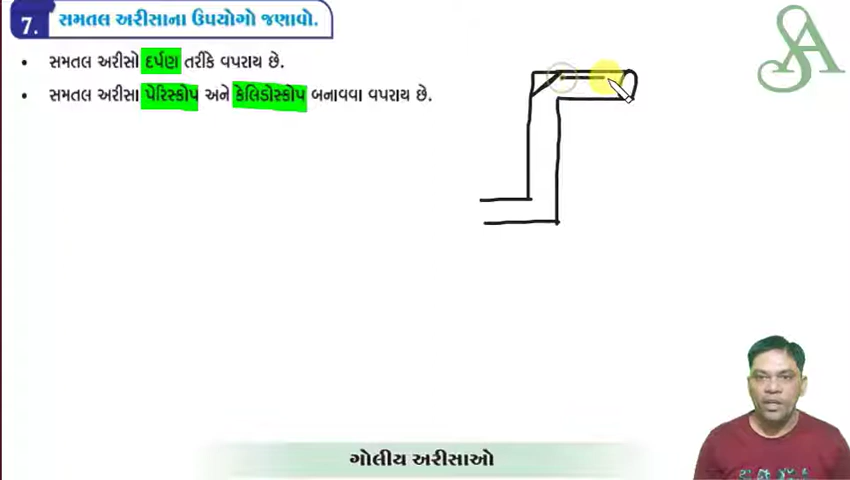 7. સમતલ અરીસાના ઉપયોગો જણાવો.
• સમતલ અરીસો દર્પણ તરીકે વપરાય છે.
• સમતલ અરીસા પેરિસ્કોપ અને કેલિડોસ્કોપ બનાવવા વપરાય છે.
SA
ગોલીય અરીસાઓ